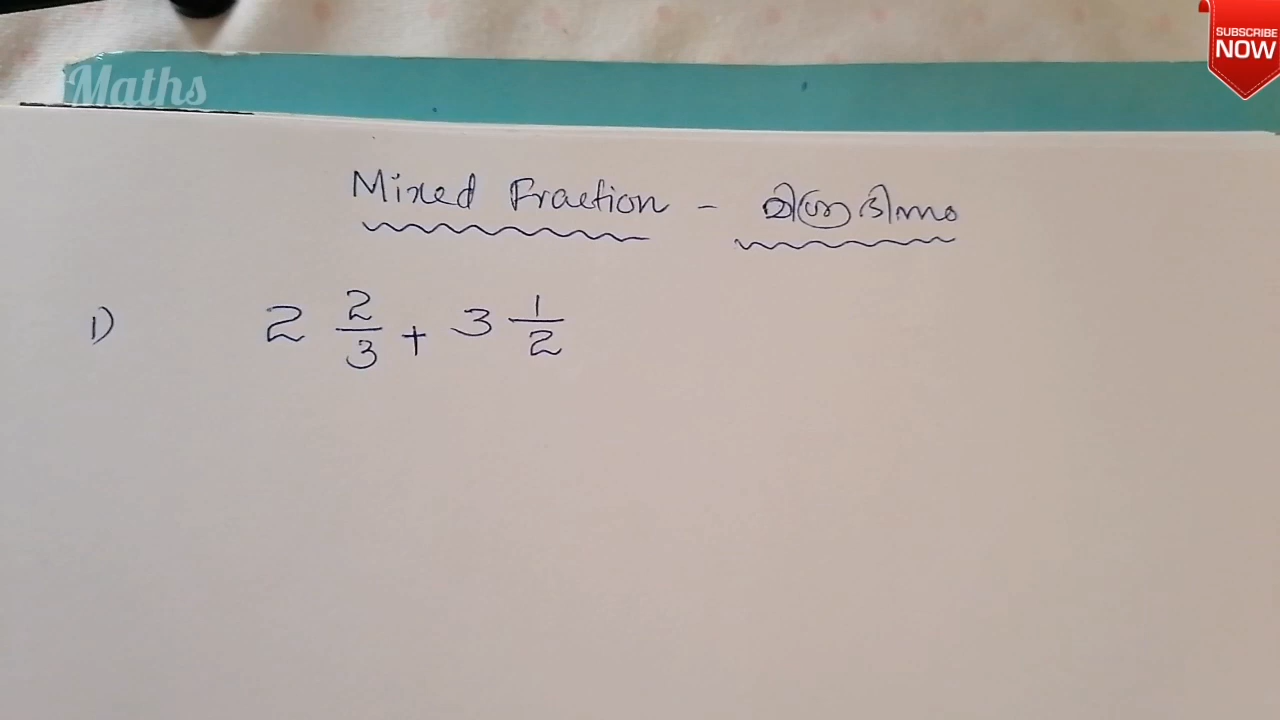 SUBSCRIBE
NOW
Maths
Mixed Fraction - മിശ്രഭിന്നം
1) 2 2/3 + 3 1/2